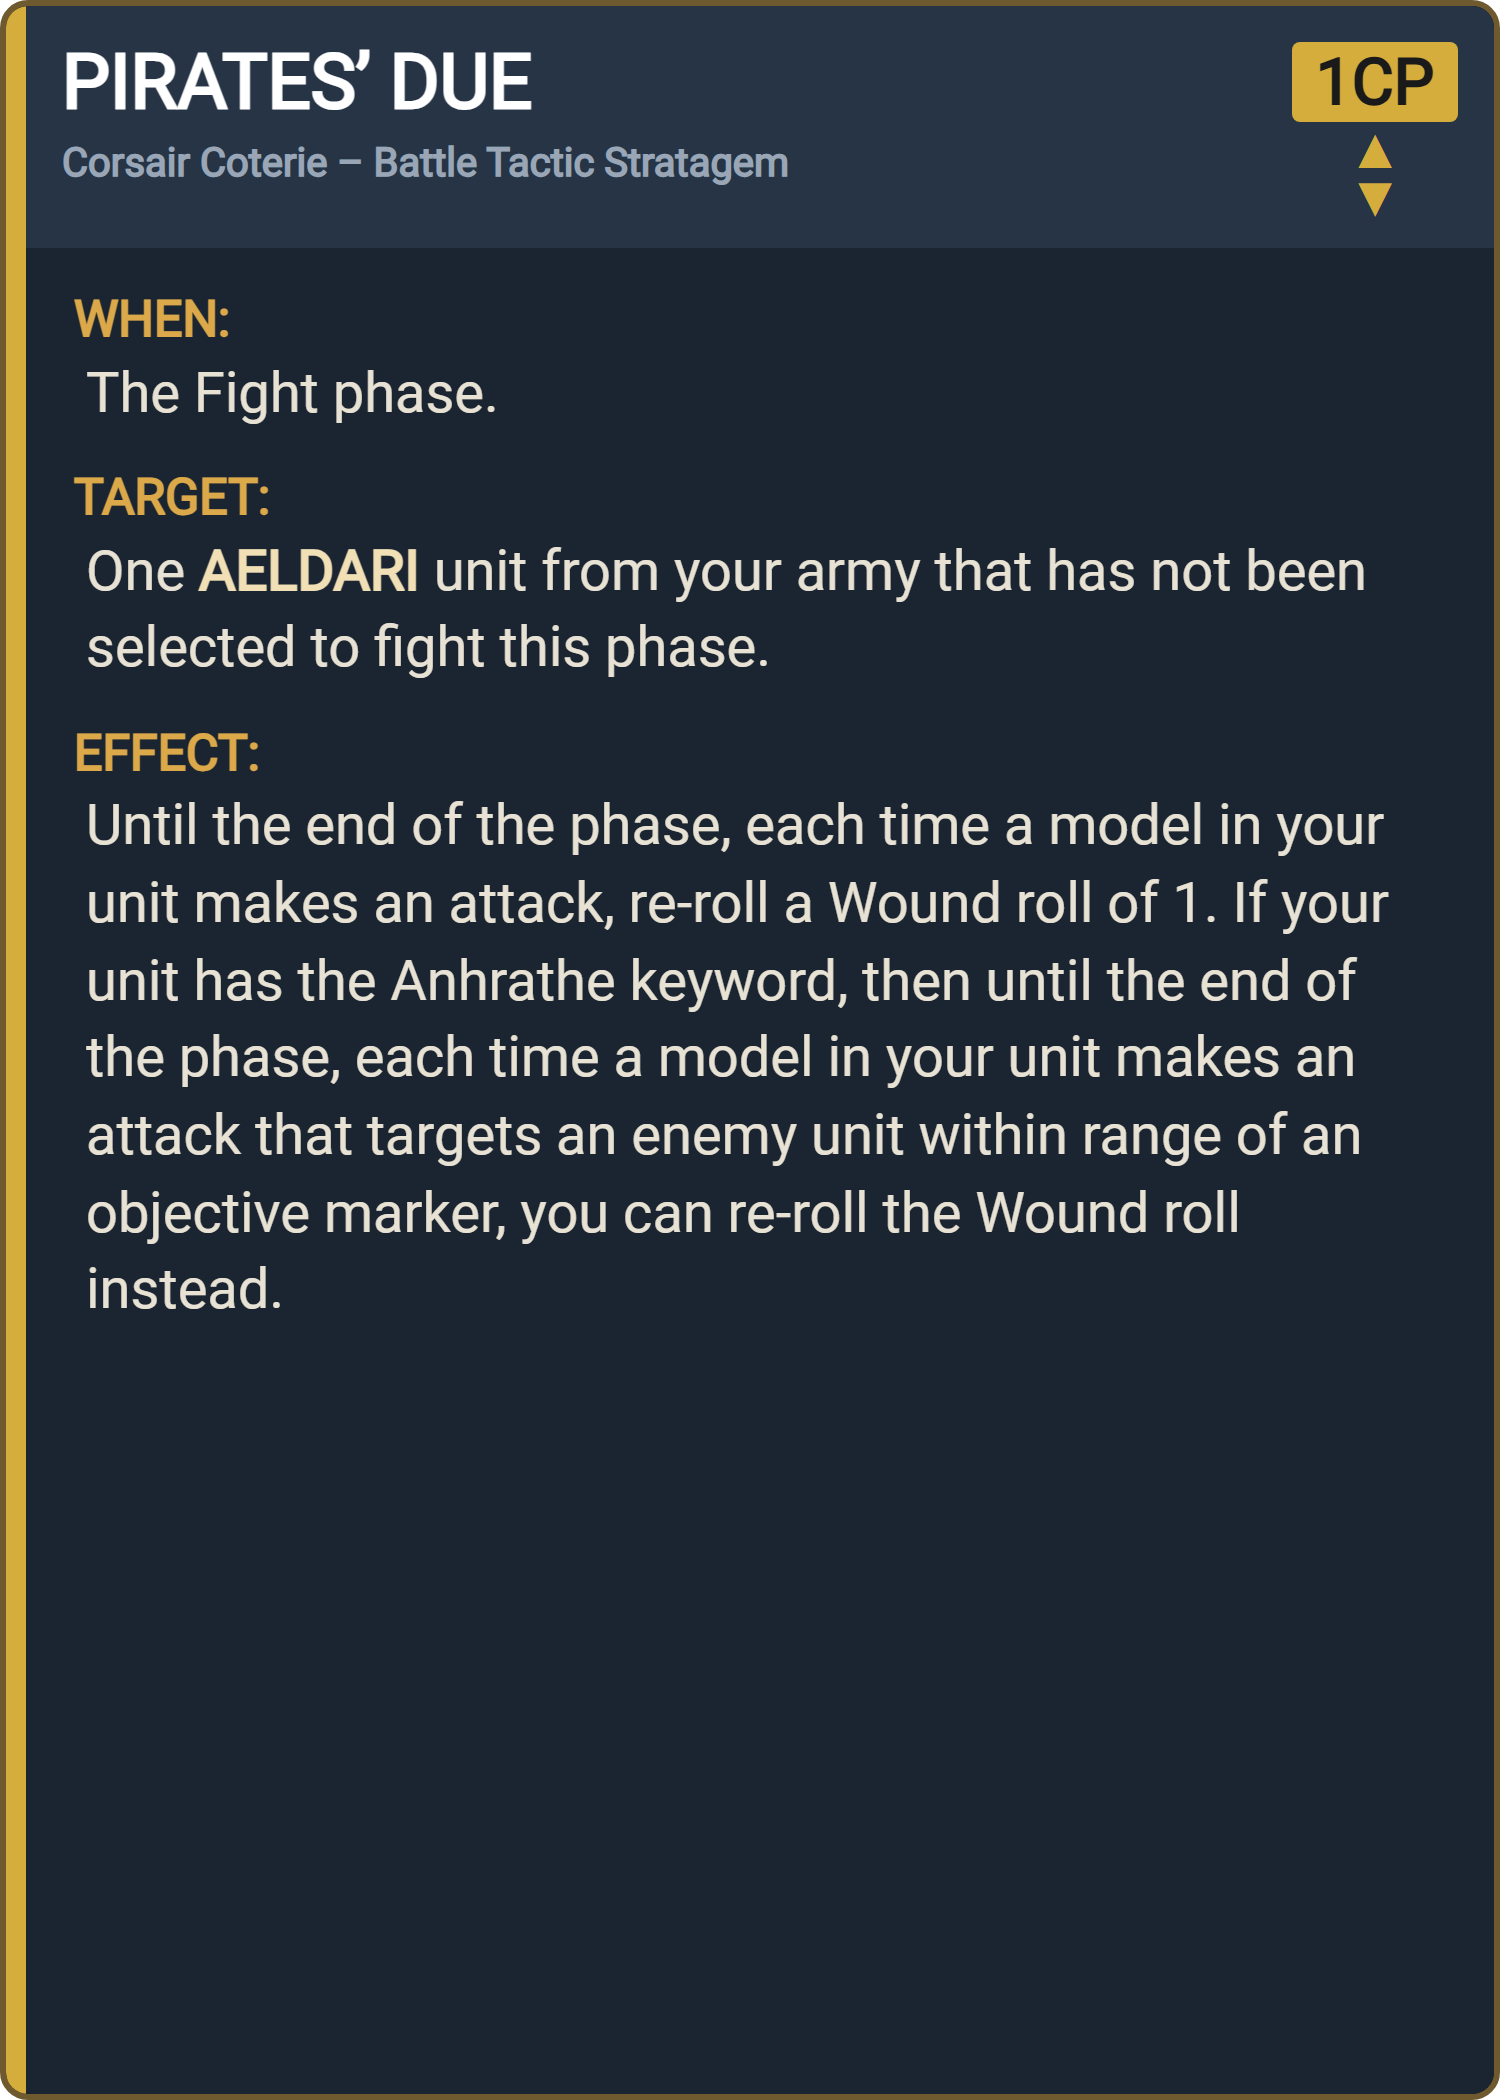 PIRATES’ DUE
1CP
Corsair Coterie – Battle Tactic Stratagem
▲
▼
WHEN:
The Fight phase.
TARGET:
One AELDARI unit from your army that has not been
selected to fight this phase.
EFFECT:
Until the end of the phase, each time a model in your
unit makes an attack, re-roll a Wound roll of 1. If your
unit has the Anhrathe keyword, then until the end of
the phase, each time a model in your unit makes an
attack that targets an enemy unit within range of an
objective marker, you can re-roll the Wound roll
instead.